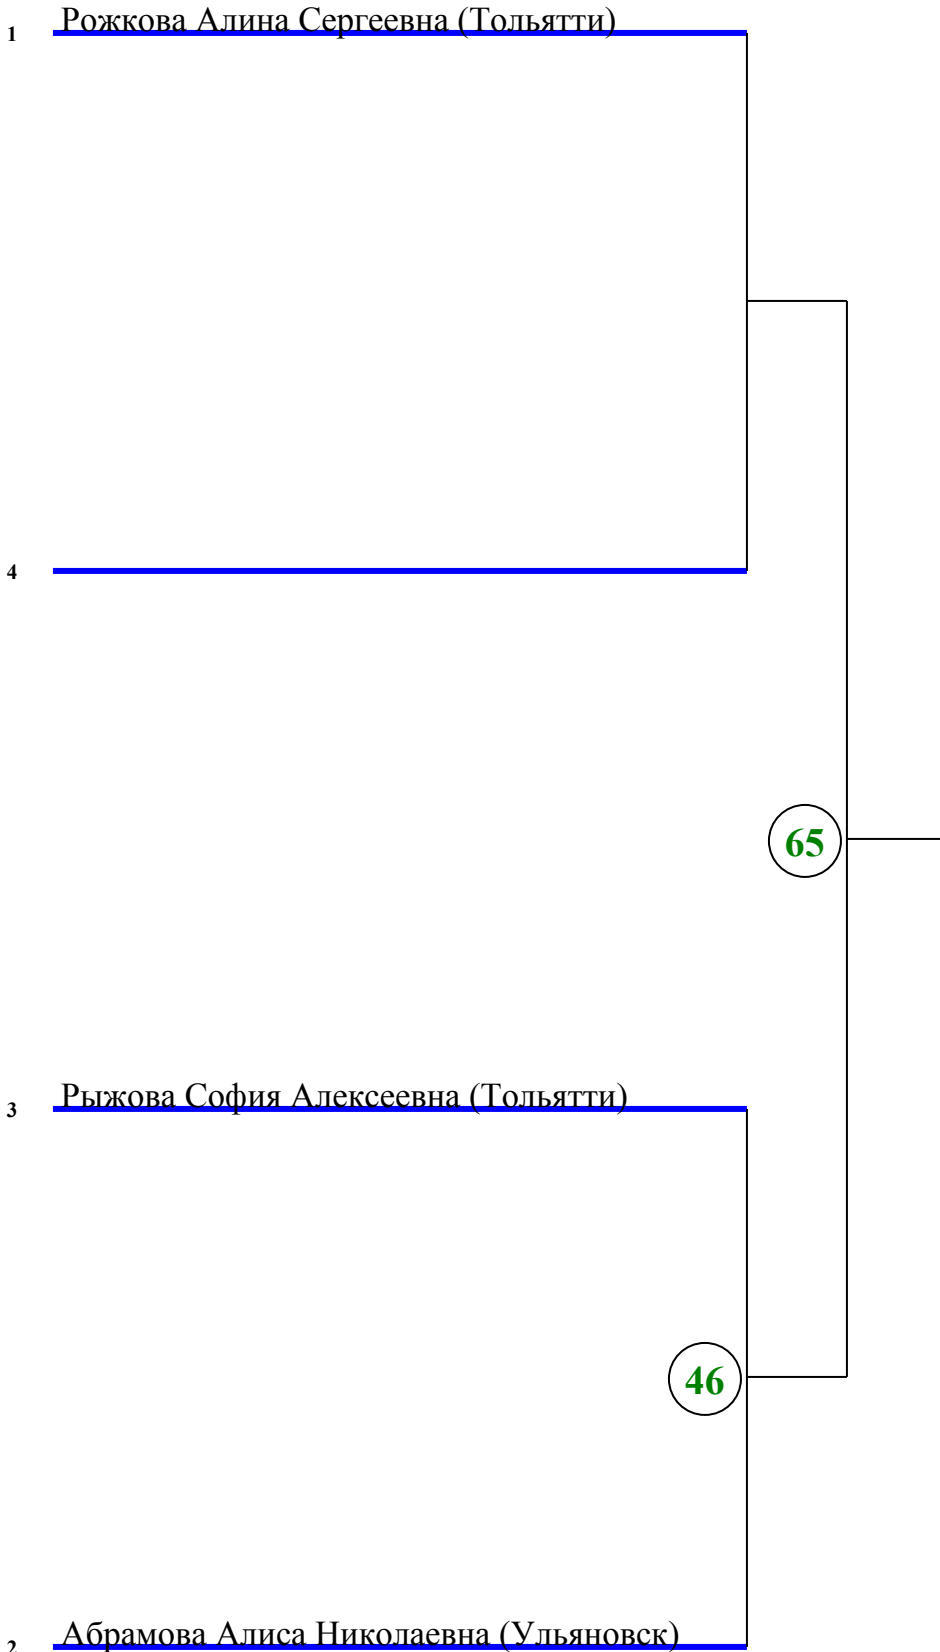 1 Рожкова Алина Сергеевна (Тольятти)
4
65
3 Рыжова София Алексеевна (Тольятти)
46
2 Абрамова Алиса Николаевна (Ульяновск)